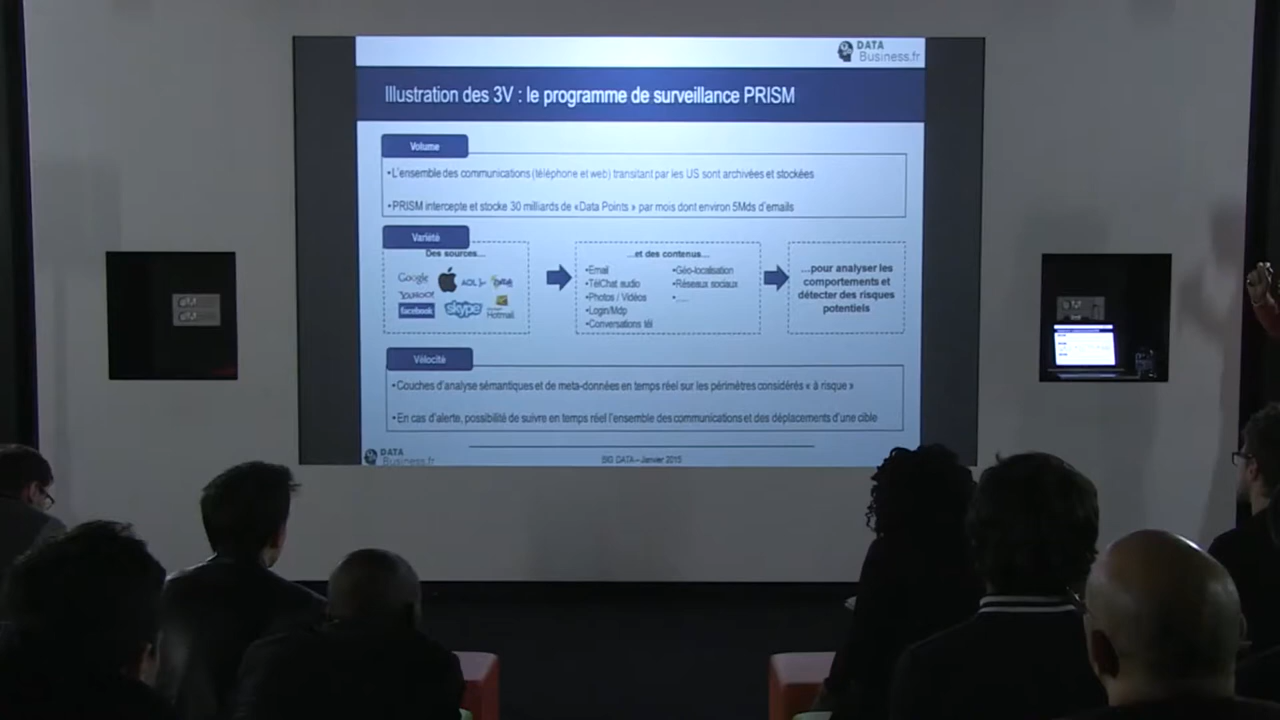 DATA
Business.fr
Illustration des 3V : le programme de surveillance PRISM
Volume
•L'ensemble des communications (téléphone et web) transitant par les US sont archivées et stockées
•PRISM intercepte et stocke 30 milliards de «Data Points » par mois dont environ 5Mds d'emails
Variété
Des sources...
Google
AOL
YAHOO!
facebook
skype
Hotmail
...et des contenus...
•Email
•Tél/Chat audio
•Photos / Vidéos
•Login/Mdp
•Conversations tél
•Géo-localisation
•Réseaux sociaux
•.....
...pour analyser les
comportements et
détecter des risques
potentiels
Vélocité
•Couches d'analyse sémantiques et de meta-données en temps réel sur les périmètres considérés « à risque »
•En cas d'alerte, possibilité de suivre en temps réel l'ensemble des communications et des déplacements d'une cible
DATA
Business.fr
BIG DATA – Janvier 2015